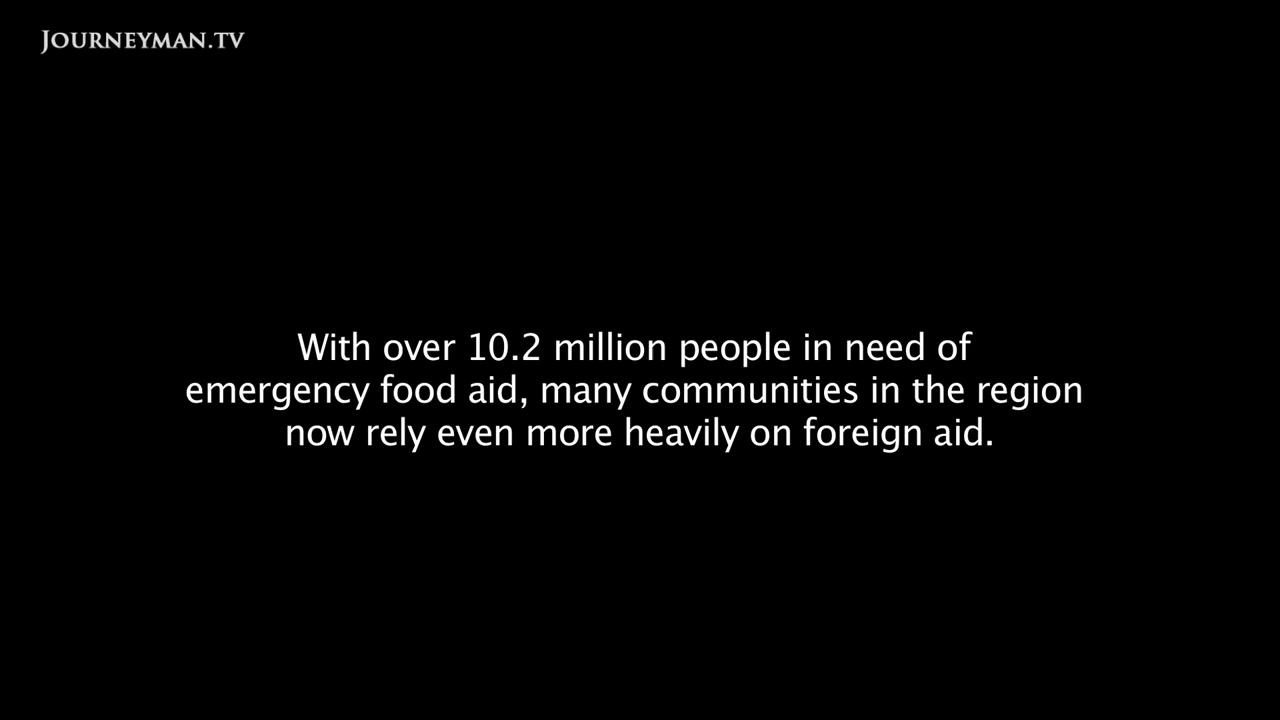 JOURNEYMAN.TV
With over 10.2 million people in need of
emergency food aid, many communities in the region
now rely even more heavily on foreign aid.